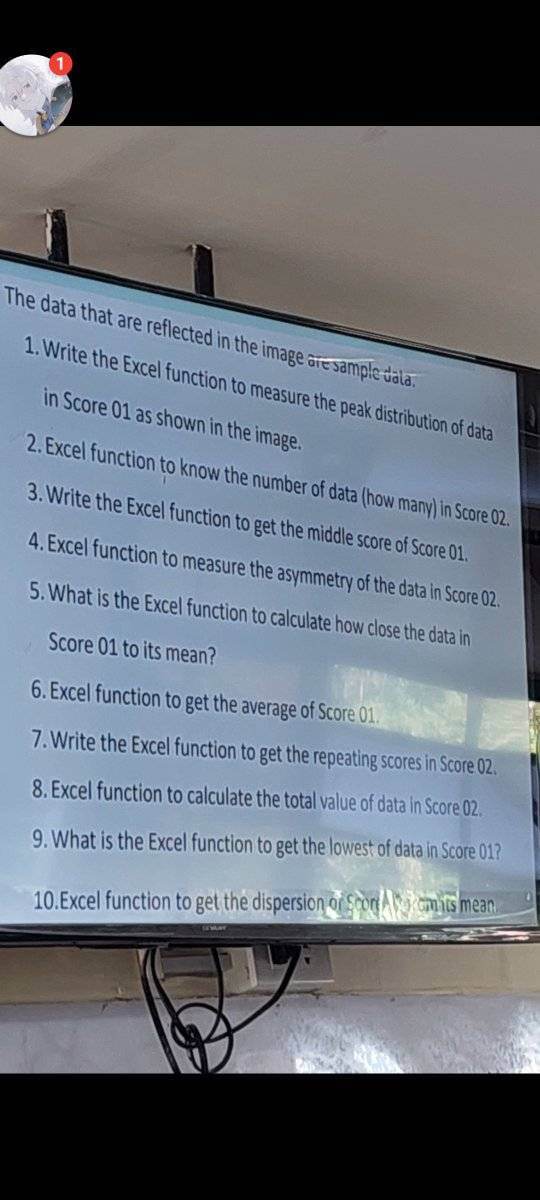 1
The data that are reflected in the image are sample data.
1. Write the Excel function to measure the peak distribution of data
in Score 01 as shown in the image.
2. Excel function to know the number of data (how many) in Score 02.
3. Write the Excel function to get the middle score of Score 01.
4. Excel function to measure the asymmetry of the data in Score 02.
5. What is the Excel function to calculate how close the data in
Score 01 to its mean?
6. Excel function to get the average of Score 01.
7. Write the Excel function to get the repeating scores in Score 02.
8. Excel function to calculate the total value of data in Score 02.
9. What is the Excel function to get the lowest of data in Score 01?
10.Excel function to get the dispersion of Score from its mean.